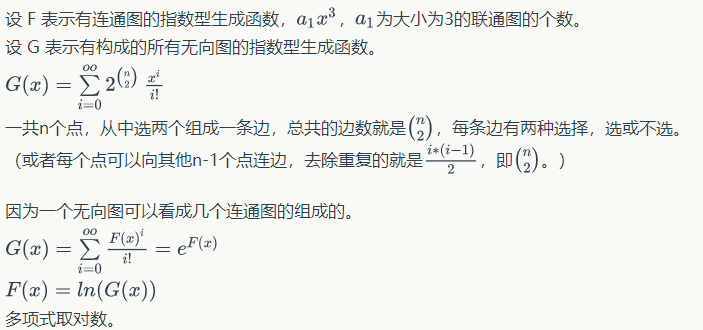 设 F 表示有连通图的指数型生成函数，$a_1x^3$，$a_1$为大小为3的联通图的个数。
设 G 表示有构成的所有无向图的指数型生成函数。
$G(x) = \sum_{i=0}^{oo} 2^{\binom{n}{2}} \frac{x^i}{i!}$
一共n个点，从中选两个组成一条边，总共的边数就是$\binom{n}{2}$，每条边有两种选择，选或不选。
（或者每个点可以向其他n-1个点连边，去除重复的就是$\frac{i*(i-1)}{2}$，即$\binom{n}{2}$。）
因为一个无向图可以看成几个连通图的组成的。
$G(x) = \sum_{i=0}^{oo} \frac{F(x)^i}{i!} = e^{F(x)}$
$F(x) = ln(G(x))$
多项式取对数。